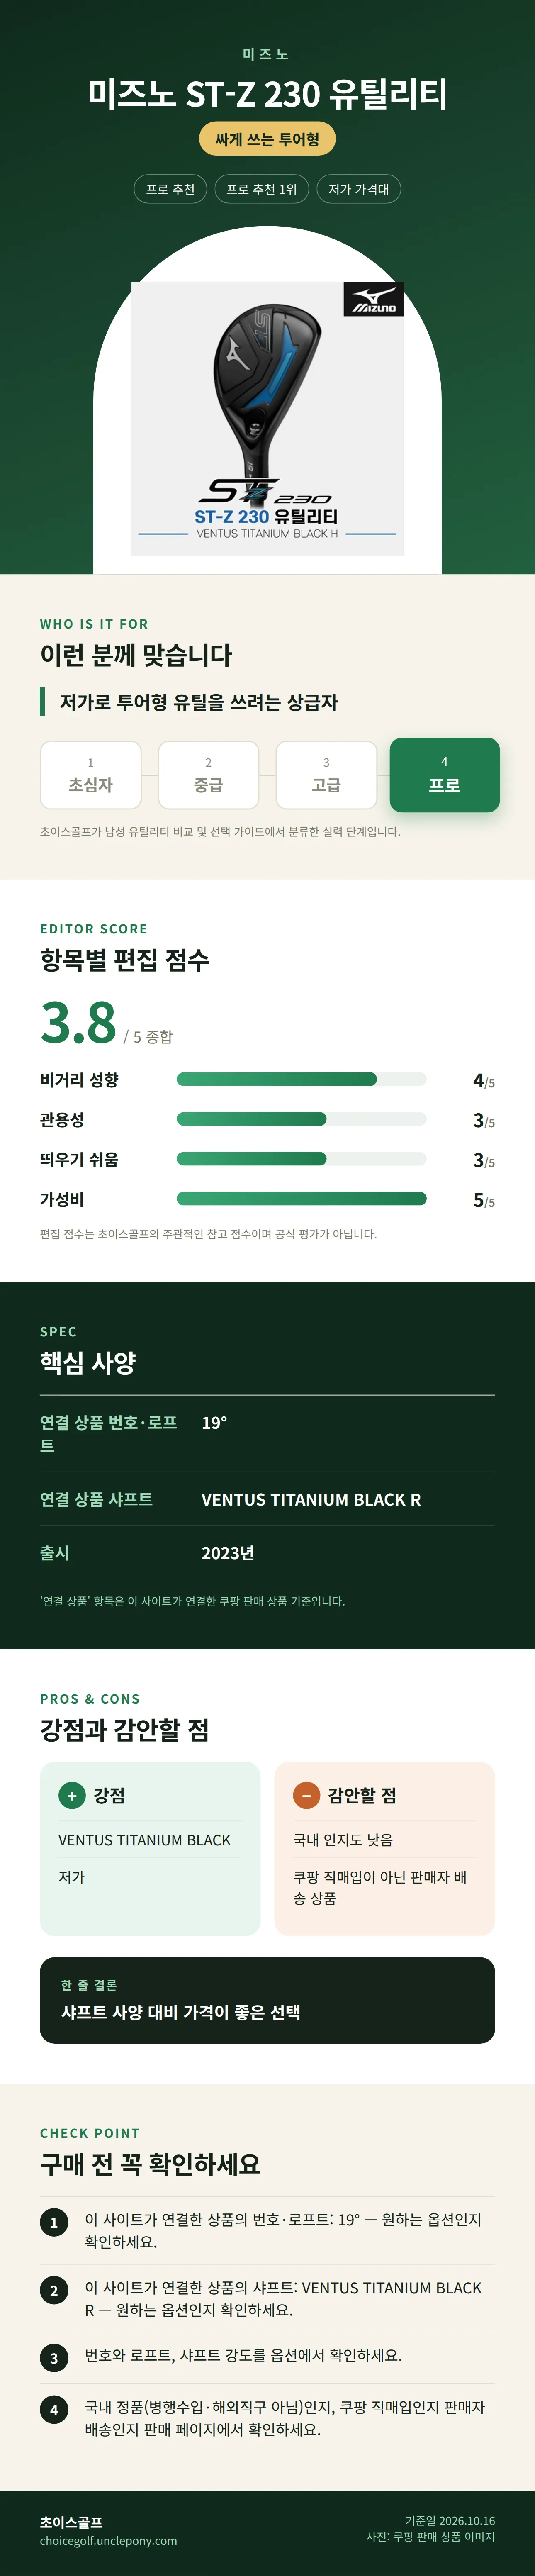 미즈노
미즈노 ST-Z 230 유틸리티
싸게 쓰는 투어형
프로 추천
프로 추천 1위
저가 가격대
MIZUNO
ST
ST
Z
230
ST-Z 230 유틸리티
VENTUS TITANIUM BLACK H
WHO IS IT FOR
이런 분께 맞습니다
저가로 투어형 유틸을 쓰려는 상급자
1
초심자
2
중급
3
고급
4
프로
초이스골프가 남성 유틸리티 비교 및 선택 가이드에서 분류한 실력 단계입니다.
EDITOR SCORE
항목별 편집 점수
3.8 / 5 종합
비거리 성향 4/5
관용성 3/5
띄우기 쉬움 3/5
가성비 5/5
편집 점수는 초이스골프의 주관적인 참고 점수이며 공식 평가가 아닙니다.
SPEC
핵심 사양
연결 상품 번호·로프 19°
트
연결 상품 샤프트 VENTUS TITANIUM BLACK R
출시 2023년
'연결 상품' 항목은 이 사이트가 연결한 쿠팡 판매 상품 기준입니다.
PROS & CONS
강점과 감안할 점
+ 강점
VENTUS TITANIUM BLACK
저가
− 감안할 점
국내 인지도 낮음
쿠팡 직매입이 아닌 판매자 배
송 상품
한 줄 결론
샤프트 사양 대비 가격이 좋은 선택
CHECK POINT
구매 전 꼭 확인하세요
1 이 사이트가 연결한 상품의 번호·로프트: 19° — 원하는 옵션인지
확인하세요.
2 이 사이트가 연결한 상품의 샤프트: VENTUS TITANIUM BLACK
R — 원하는 옵션인지 확인하세요.
3 번호와 로프트, 샤프트 강도를 옵션에서 확인하세요.
4 국내 정품(병행수입·해외직구 아님)인지, 쿠팡 직매입인지 판매자
배송인지 판매 페이지에서 확인하세요.
초이스골프
choicegolf.unclepony.com
기준일 2026.10.16
사진: 쿠팡 판매 상품 이미지